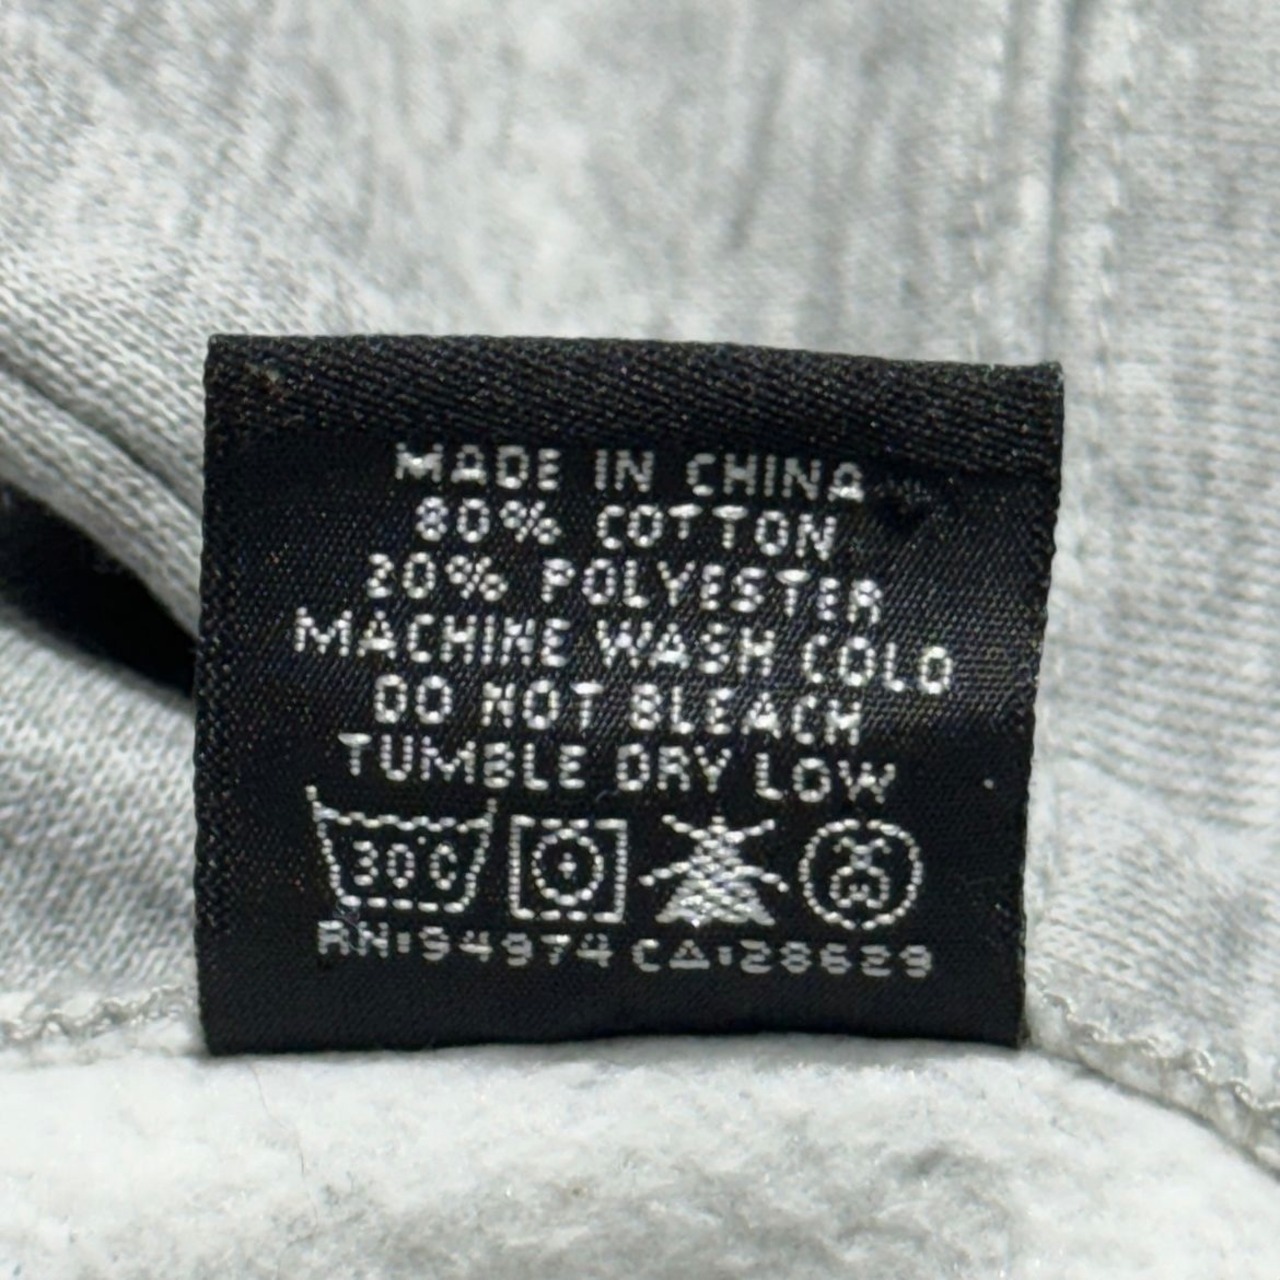 MADE IN CHINA
80% COTTON
20% POLYESTER
MACHINE WASH COLD
DO NOT BLEACH
TUMBLE DRY LOW
30°C
RN:94974 CA:28629